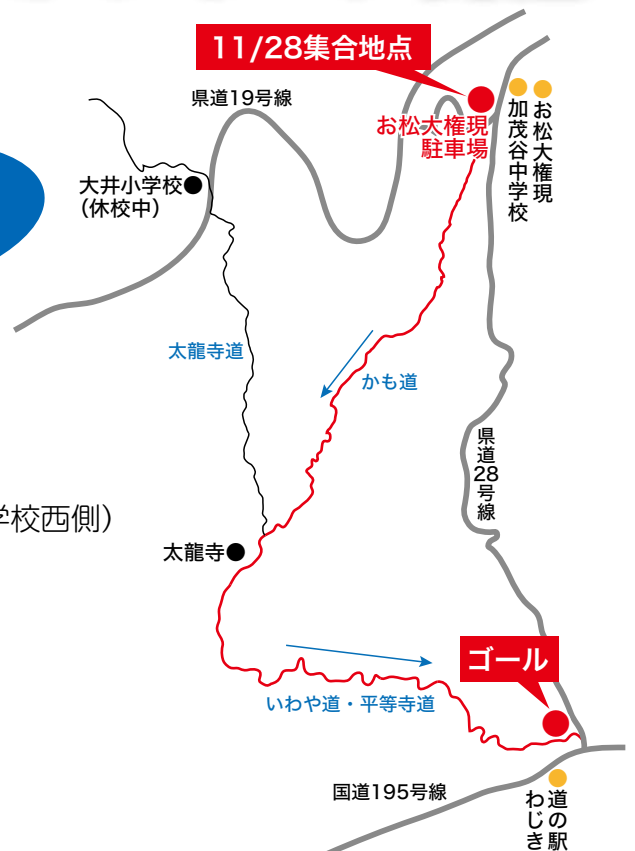 11/28集合地点
県道19号線
お松大権現
駐車場
お松大権現
加茂谷中学校
大井小学校
(休校中)
太龍寺道
かも道
県道28号線
学校西側)
太龍寺
ゴール
いわや道・平等寺道
国道195号線
道の駅
わじき